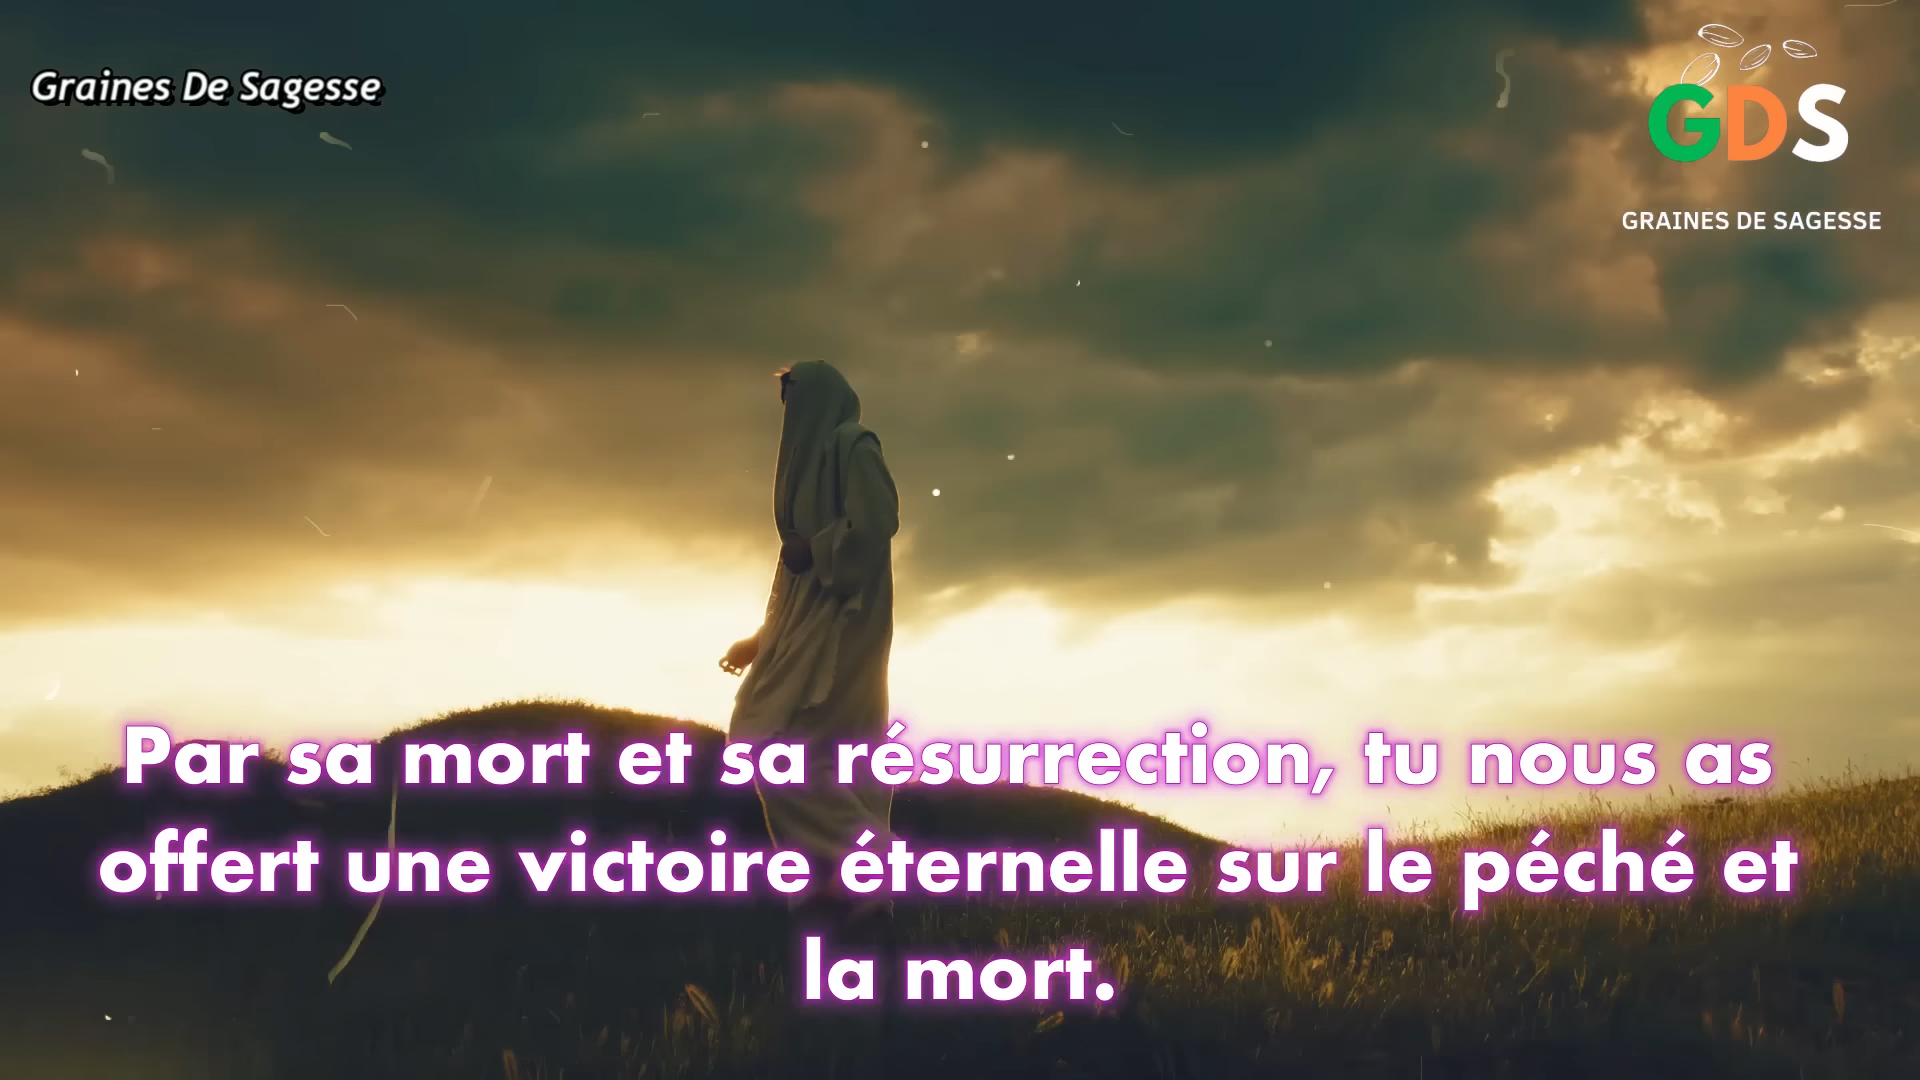 Graines De Sagesse
GDS
GRAINES DE SAGESSE
Par sa mort et sa résurrection, tu nous as
offert une victoire éternelle sur le péché et
la mort.